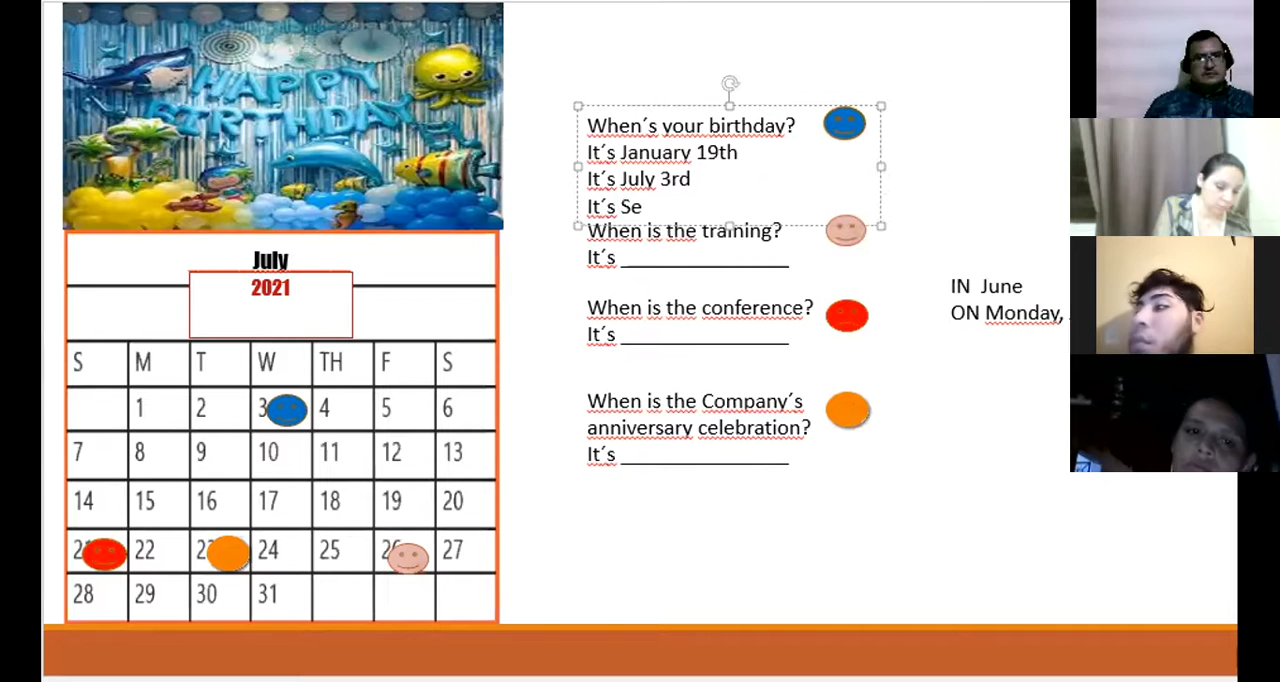 HAPPY
BIRTHDAY
July
2021
S M T W TH F S
1 2 3 4 5 6
7 8 9 10 11 12 13
14 15 16 17 18 19 20
22 24 25 27
28 29 30 31
When´s your birthday?
It´s January 19th
It´s July 3rd
It´s Se
When is the training?
It´s _________________
When is the conference?
It´s _________________
When is the Company´s
anniversary celebration?
It´s _________________
IN June
ON Monday,